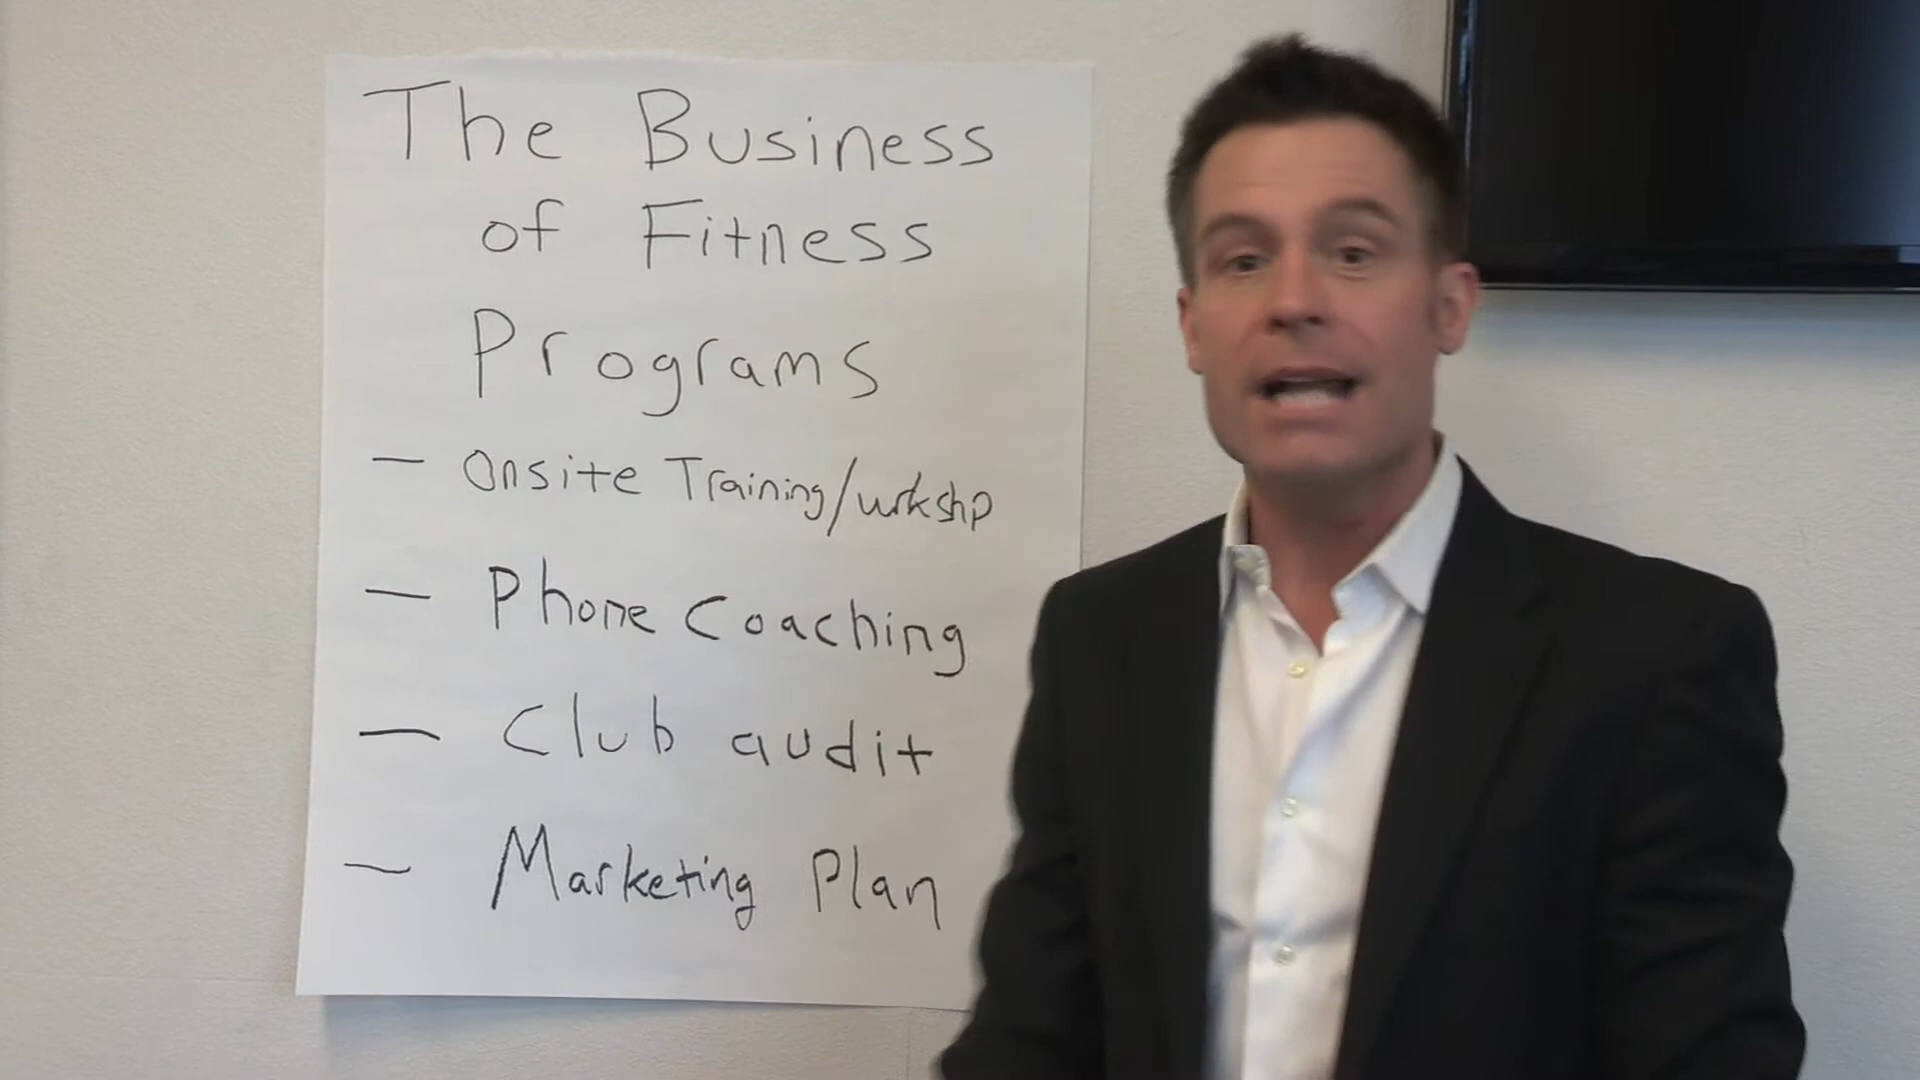 The Business
of Fitness
Programs
- Onsite Training/wrkshp
- Phone Coaching
- Club audit
- Marketing Plan